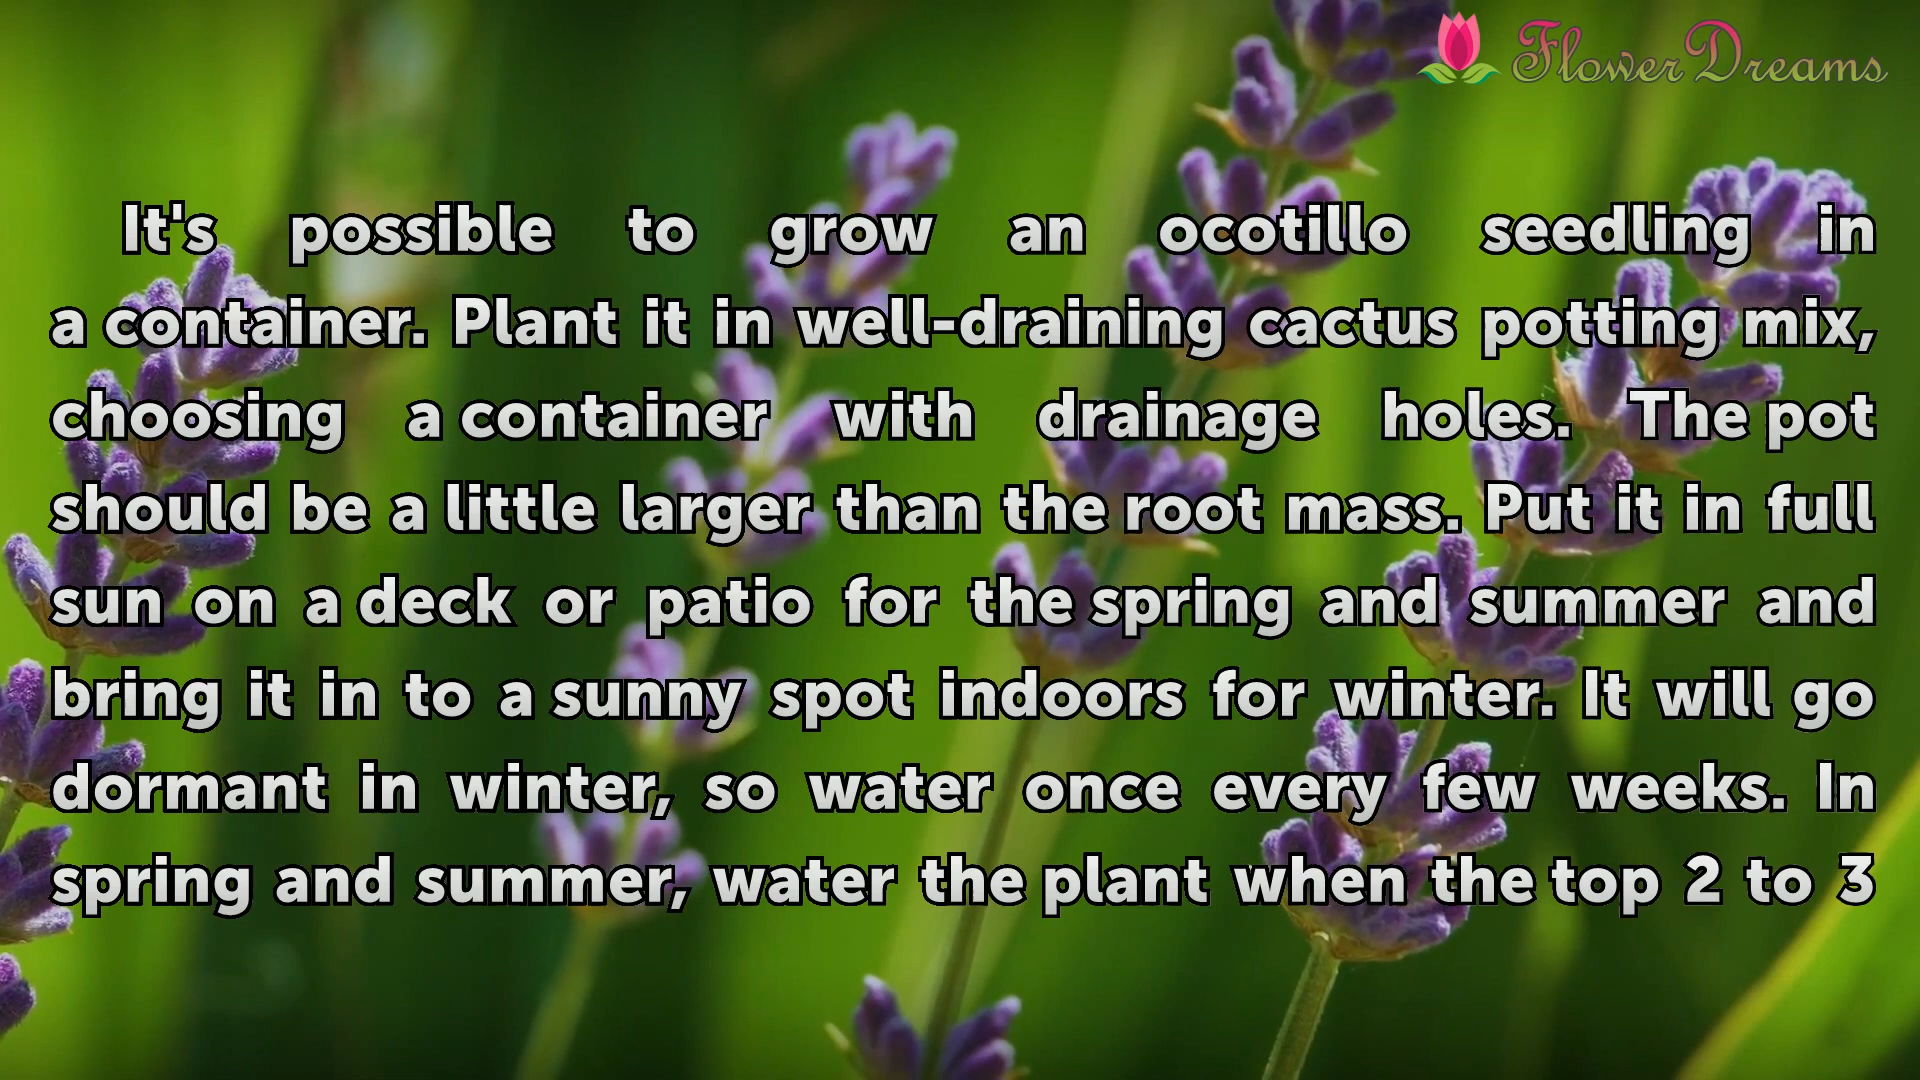 Flower Dreams
It's possible to grow an ocotillo seedling in
a container. Plant it in well-draining cactus potting mix,
choosing a container with drainage holes. The pot
should be a little larger than the root mass. Put it in full
sun on a deck or patio for the spring and summer and
bring it in to a sunny spot indoors for winter. It will go
dormant in winter, so water once every few weeks. In
spring and summer, water the plant when the top 2 to 3